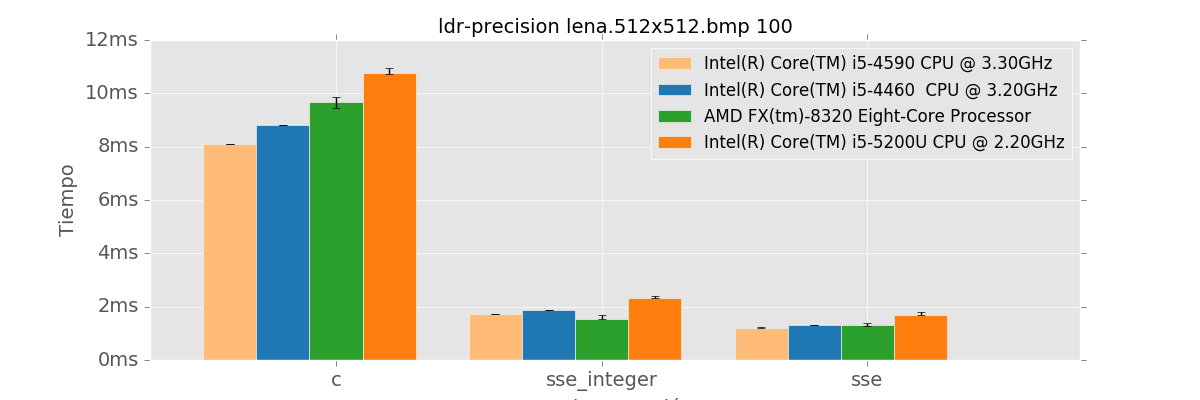 ldr-precision lena.512x512.bmp 100
12ms
10ms
8ms
6ms
4ms
2ms
0ms
Tiempo
Intel(R) Core(TM) i5-4590 CPU @ 3.30GHz
Intel(R) Core(TM) i5-4460  CPU @ 3.20GHz
AMD FX(tm)-8320 Eight-Core Processor
Intel(R) Core(TM) i5-5200U CPU @ 2.20GHz
c
sse_integer
sse